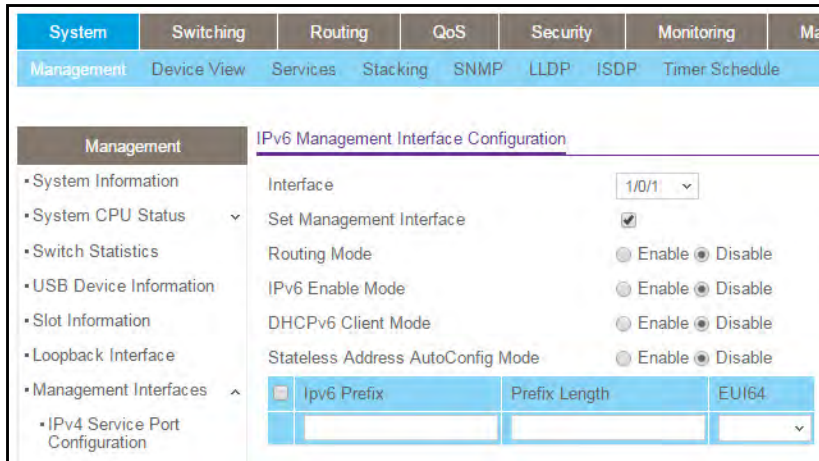 System Switching Routing QoS Security Monitoring Ma
Management Device View Services Stacking SNMP LLDP ISDP Timer Schedule
Management
IPv6 Management Interface Configuration
System Information
Interface 1/0/1
System CPU Status
Set Management Interface
Switch Statistics
Routing Mode Enable Disable
USB Device Information
IPv6 Enable Mode Enable Disable
Slot Information
DHCPv6 Client Mode Enable Disable
Loopback Interface
Stateless Address AutoConfig Mode Enable Disable
Management Interfaces
Ipv6 Prefix Prefix Length EUI64
IPv4 Service Port
Configuration